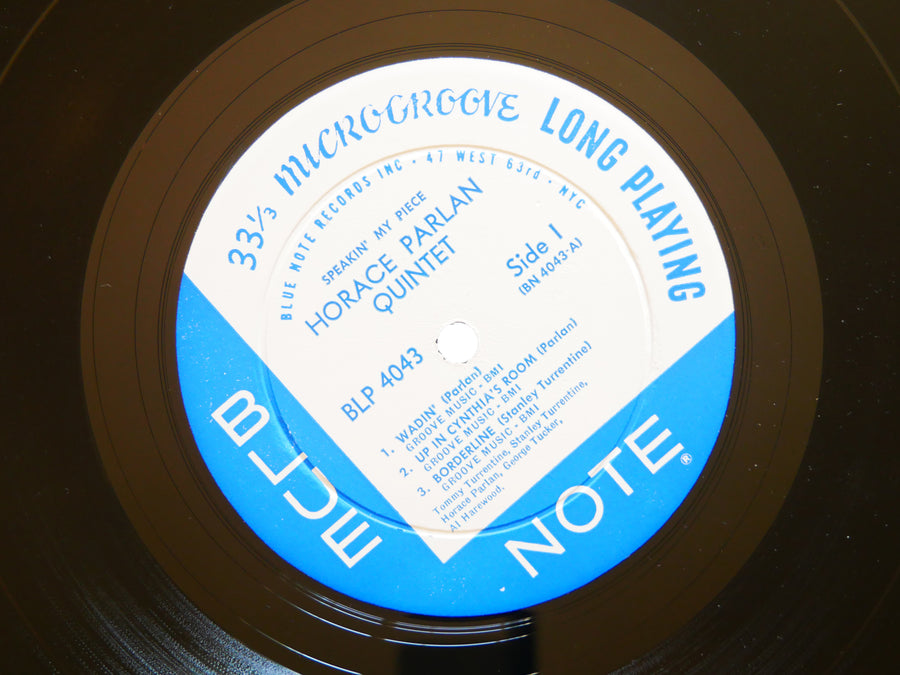 33⅓ MICROGROOVE LONG PLAYING
BLUE NOTE RECORDS INC • 47 WEST 63rd • NYC
SPEAKIN' MY PIECE
HORACE PARLAN
QUINTET
Side 1
(BN 4043-A)
BLP 4043
1. WADIN' (Parlan)
GROOVE MUSIC - BMI
2. UP IN CYNTHIA'S ROOM (Parlan)
GROOVE MUSIC - BMI
3. BORDERLINE (Stanley Turrentine)
GROOVE MUSIC - BMI
Tommy Turrentine, Stanley Turrentine,
Horace Parlan, George Tucker,
Al Harewood.
BLUE NOTE®